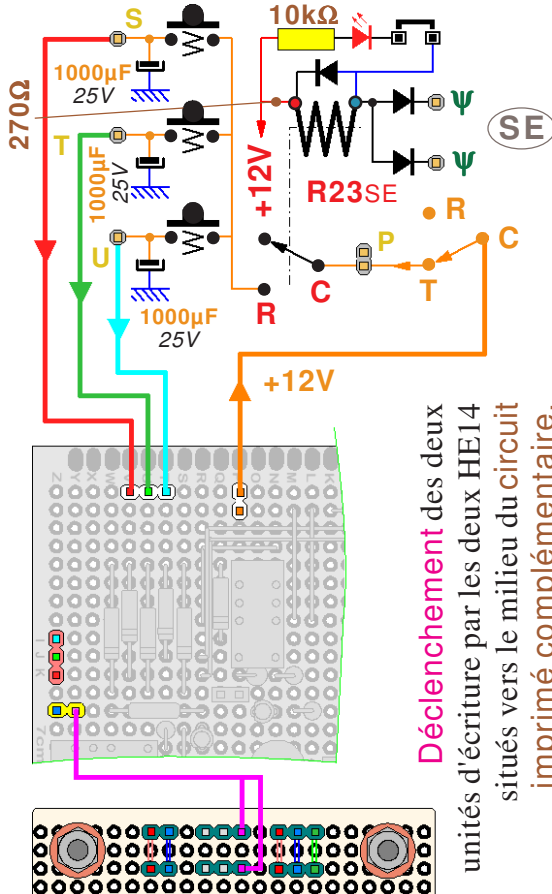 S
10kΩ
1000µF
25V
270Ω
T
1000µF
25V
+12V
R23SE
Ψ
Ψ
SE
R
P
C
T
U
1000µF
25V
R
C
+12V
Z
Y
X
W
S
R
Q
O
N
M
L
K
I
J
K
7cm
Déclenchement des deux
unités d'écriture par les deux HE14
situés vers le milieu du circuit
imprimé complémentaire.